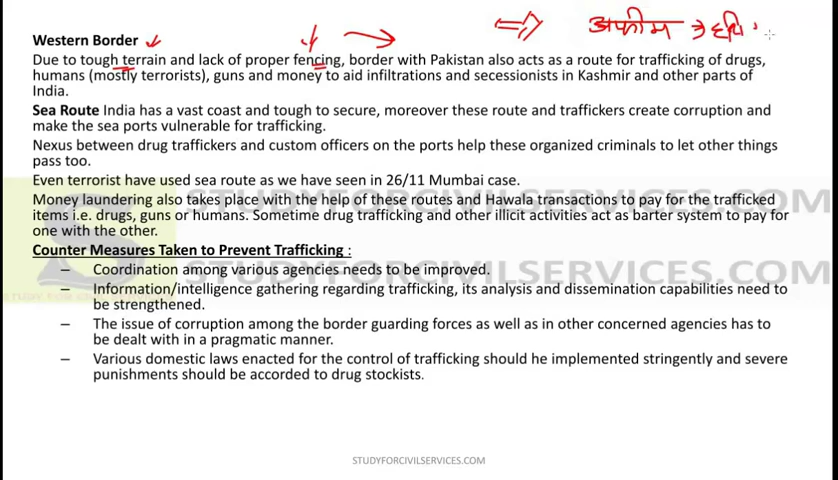 अफीम →
Western Border
Due to tough terrain and lack of proper fencing, border with Pakistan also acts as a route for trafficking of drugs,
humans (mostly terrorists), guns and money to aid infiltrations and secessionists in Kashmir and other parts of
India.
Sea Route India has a vast coast and tough to secure, moreover these route and traffickers create corruption and
make the sea ports vulnerable for trafficking.
Nexus between drug traffickers and custom officers on the ports help these organized criminals to let other things
pass too.
Even terrorist have used sea route as we have seen in 26/11 Mumbai case.
Money laundering also takes place with the help of these routes and Hawala transactions to pay for the trafficked
items i.e. drugs, guns or humans. Sometime drug trafficking and other illicit activities act as barter system to pay for
one with the other.
Counter Measures Taken to Prevent Trafficking :
– Coordination among various agencies needs to be improved.
– Information/intelligence gathering regarding trafficking, its analysis and dissemination capabilities need to
be strengthened.
– The issue of corruption among the border guarding forces as well as in other concerned agencies has to
be dealt with in a pragmatic manner.
– Various domestic laws enacted for the control of trafficking should he implemented stringently and severe
punishments should be accorded to drug stockists.
STUDYFORCIVILSERVICES.COM
STUDYFORCIVILSERVICES.COM
STUDYFORCIVILSERVICES.COM